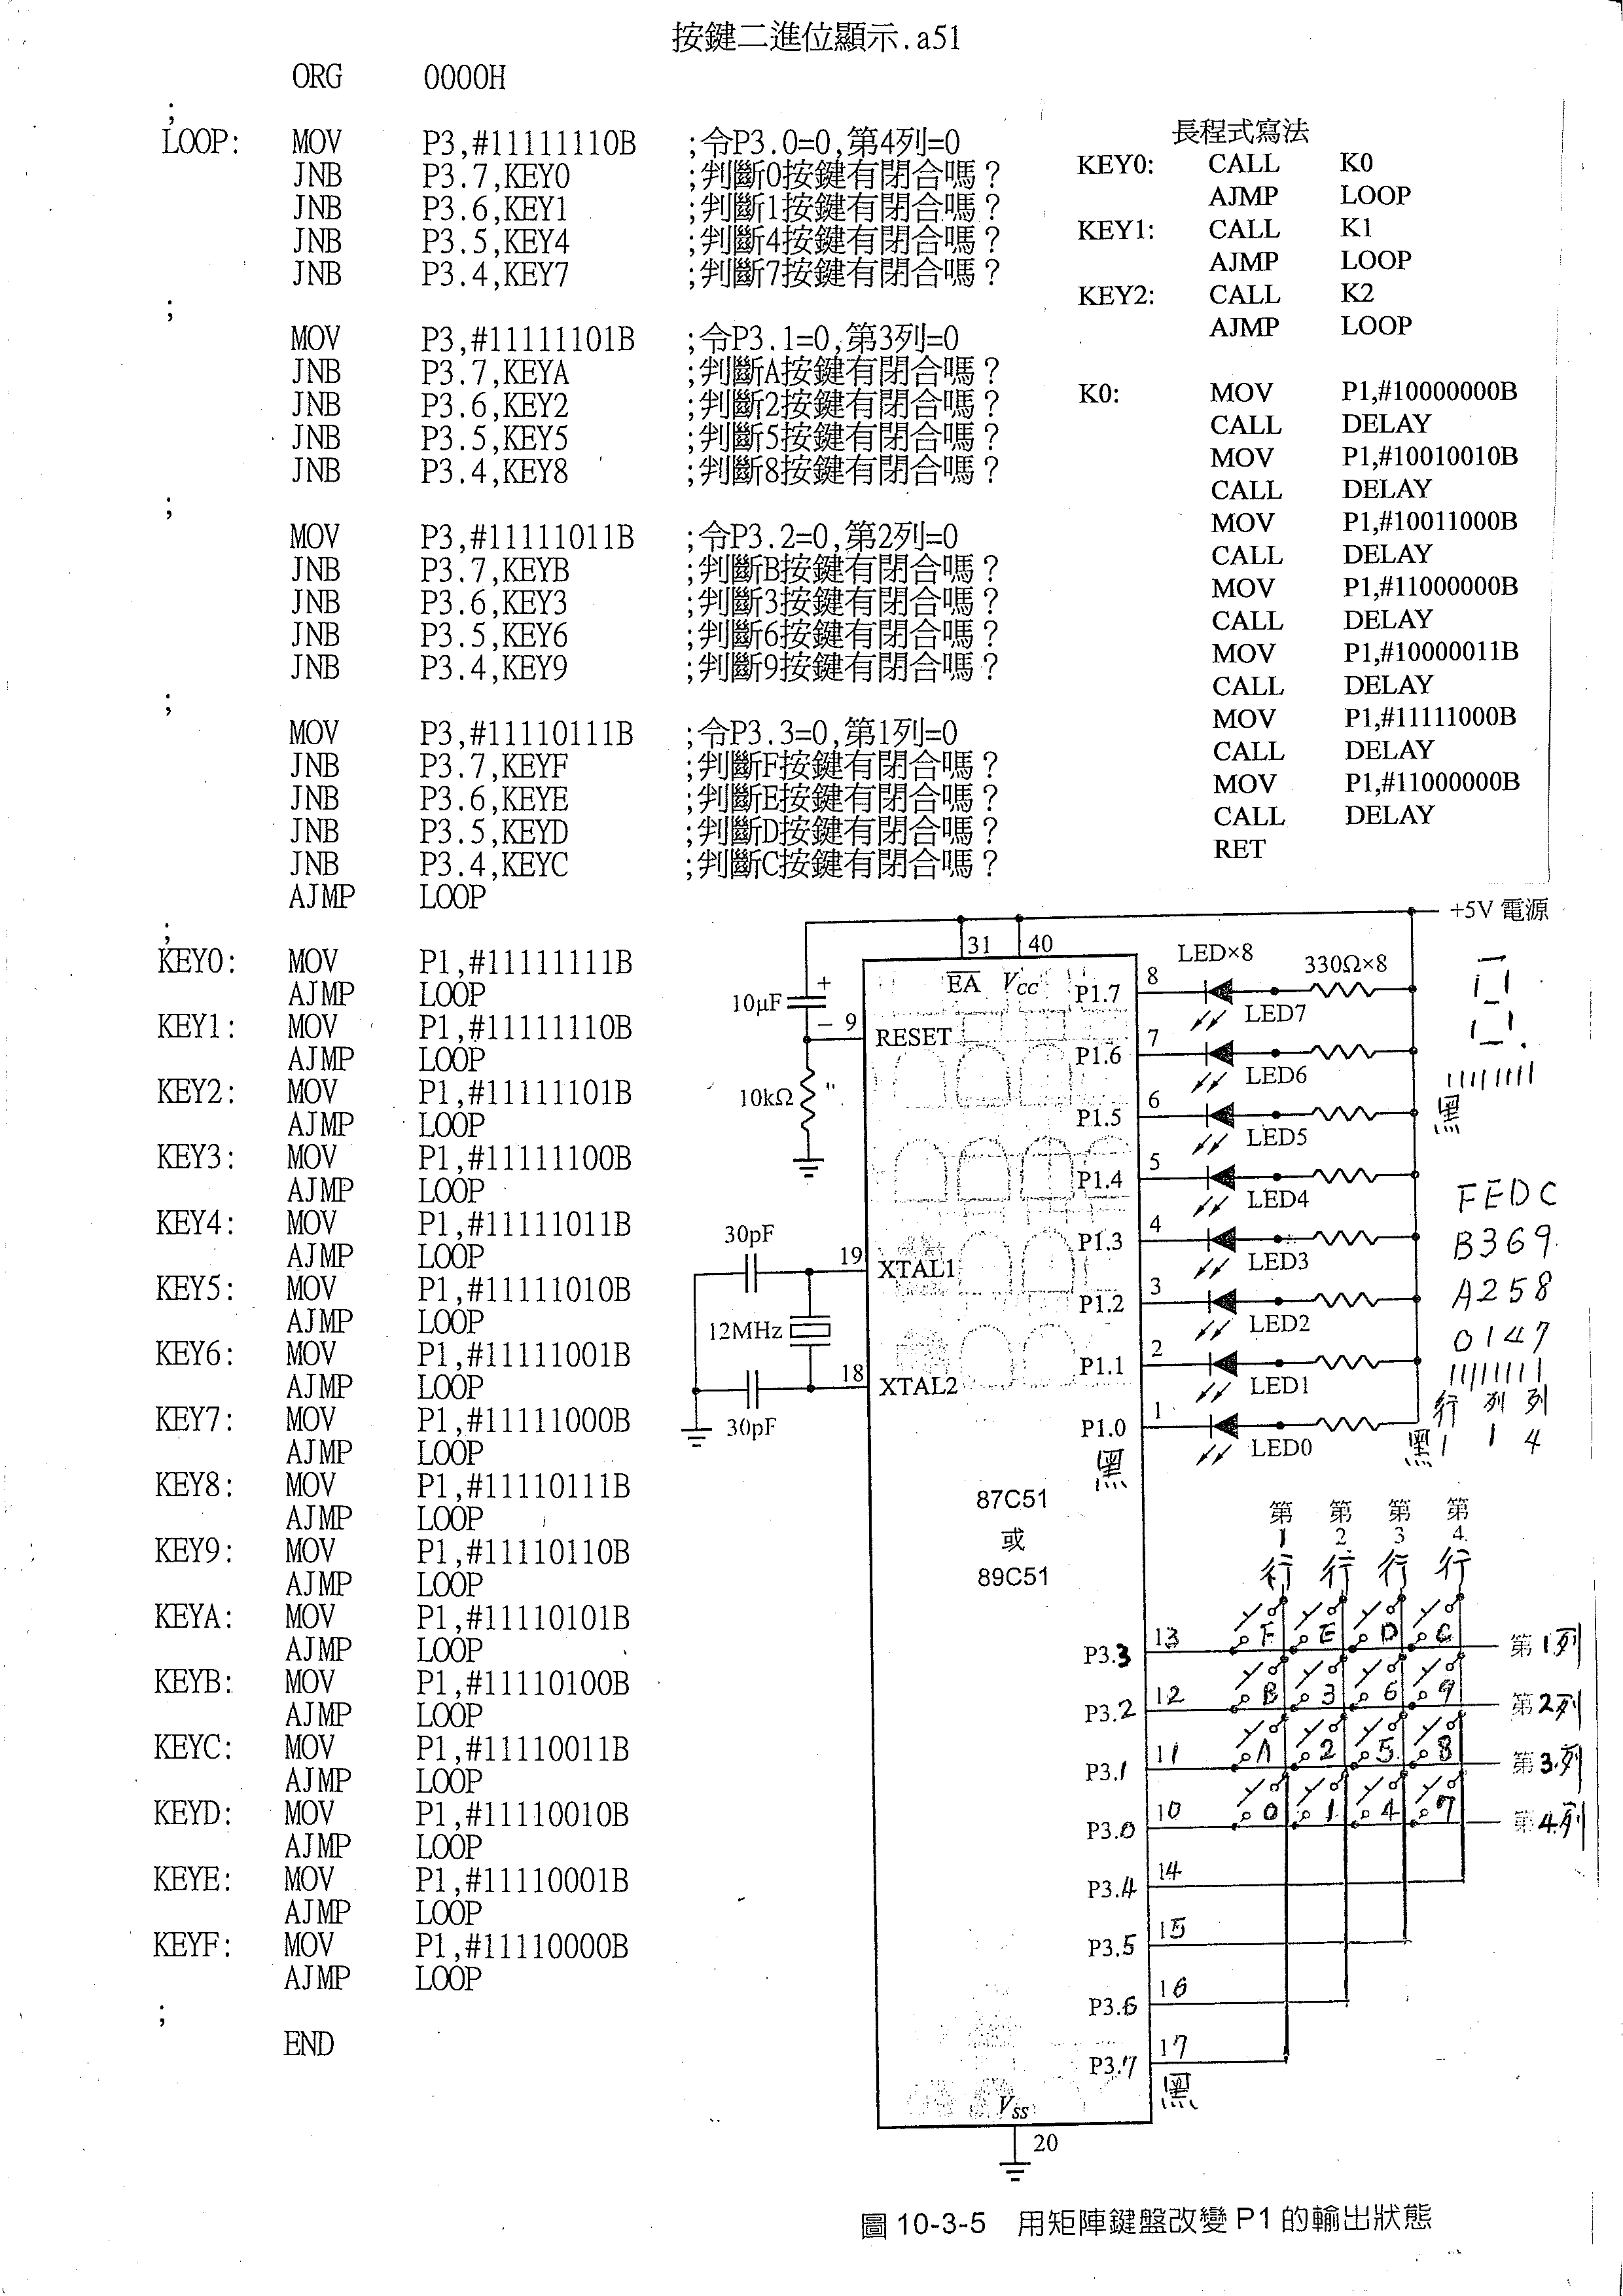 按鍵二進位顯示.a51
ORG 0000H
;
LOOP: MOV P3,#11111110B ;令P3.0=0,第4列=0
JNB P3.7,KEY0 ;判斷0按鍵有閉合嗎?
JNB P3.6,KEY1 ;判斷1按鍵有閉合嗎?
JNB P3.5,KEY4 ;判斷4按鍵有閉合嗎?
JNB P3.4,KEY7 ;判斷7按鍵有閉合嗎?
;
MOV P3,#11111101B ;令P3.1=0,第3列=0
JNB P3.7,KEYA ;判斷A按鍵有閉合嗎?
JNB P3.6,KEY2 ;判斷2按鍵有閉合嗎?
JNB P3.5,KEY5 ;判斷5按鍵有閉合嗎?
JNB P3.4,KEY8 ;判斷8按鍵有閉合嗎?
;
MOV P3,#11111011B ;令P3.2=0,第2列=0
JNB P3.7,KEYB ;判斷B按鍵有閉合嗎?
JNB P3.6,KEY3 ;判斷3按鍵有閉合嗎?
JNB P3.5,KEY6 ;判斷6按鍵有閉合嗎?
JNB P3.4,KEY9 ;判斷9按鍵有閉合嗎?
;
MOV P3,#11110111B ;令P3.3=0,第1列=0
JNB P3.7,KEYF ;判斷F按鍵有閉合嗎?
JNB P3.6,KEYE ;判斷E按鍵有閉合嗎?
JNB P3.5,KEYD ;判斷D按鍵有閉合嗎?
JNB P3.4,KEYC ;判斷C按鍵有閉合嗎?
AJMP LOOP
;
KEY0: MOV P1,#11111111B
AJMP LOOP
KEY1: MOV P1,#11111110B
AJMP LOOP
KEY2: MOV P1,#11111101B
AJMP LOOP
KEY3: MOV P1,#11111100B
AJMP LOOP
KEY4: MOV P1,#11111011B
AJMP LOOP
KEY5: MOV P1,#11111010B
AJMP LOOP
KEY6: MOV P1,#11111001B
AJMP LOOP
KEY7: MOV P1,#11111000B
AJMP LOOP
KEY8: MOV P1,#11110111B
AJMP LOOP
KEY9: MOV P1,#11110110B
AJMP LOOP
KEYA: MOV P1,#11110101B
AJMP LOOP
KEYB: MOV P1,#11110100B
AJMP LOOP
KEYC: MOV P1,#11110011B
AJMP LOOP
KEYD: MOV P1,#11110010B
AJMP LOOP
KEYE: MOV P1,#11110001B
AJMP LOOP
KEYF: MOV P1,#11110000B
AJMP LOOP
;
END
長程式寫法
KEY0: CALL K0
AJMP LOOP
KEY1: CALL K1
AJMP LOOP
KEY2: CALL K2
AJMP LOOP
K0: MOV P1,#10000000B
CALL DELAY
MOV P1,#10010010B
CALL DELAY
MOV P1,#10011000B
CALL DELAY
MOV P1,#11000000B
CALL DELAY
MOV P1,#10000011B
CALL DELAY
MOV P1,#11111000B
CALL DELAY
MOV P1,#11000000B
CALL DELAY
RET
+5V 電源
31 40
EA VCC
LED×8 330Ω×8
P1.7 8 LED7
10μF + −
9 RESET
10kΩ
P1.6 7 LED6
P1.5 6 LED5
P1.4 5 LED4
30pF
19 XTAL1
P1.3 4 LED3
12MHz
P1.2 3 LED2
18 XTAL2
P1.1 2 LED1
30pF
P1.0 1 LED0
黑
11111111
黑
FEDC
B369
A258
0147
11111111
行 列 列
黑 1 1 4
87C51
或
89C51
第1行 第2行 第3行 第4行
P3.3 13 F E D C 第1列
P3.2 12 B 3 6 9 第2列
P3.1 11 A 2 5 8 第3列
P3.0 10 0 1 4 7 第4列
P3.4 14
P3.5 15
P3.6 16
P3.7 17
黑
VSS
20
圖 10-3-5 用矩陣鍵盤改變 P1 的輸出狀態